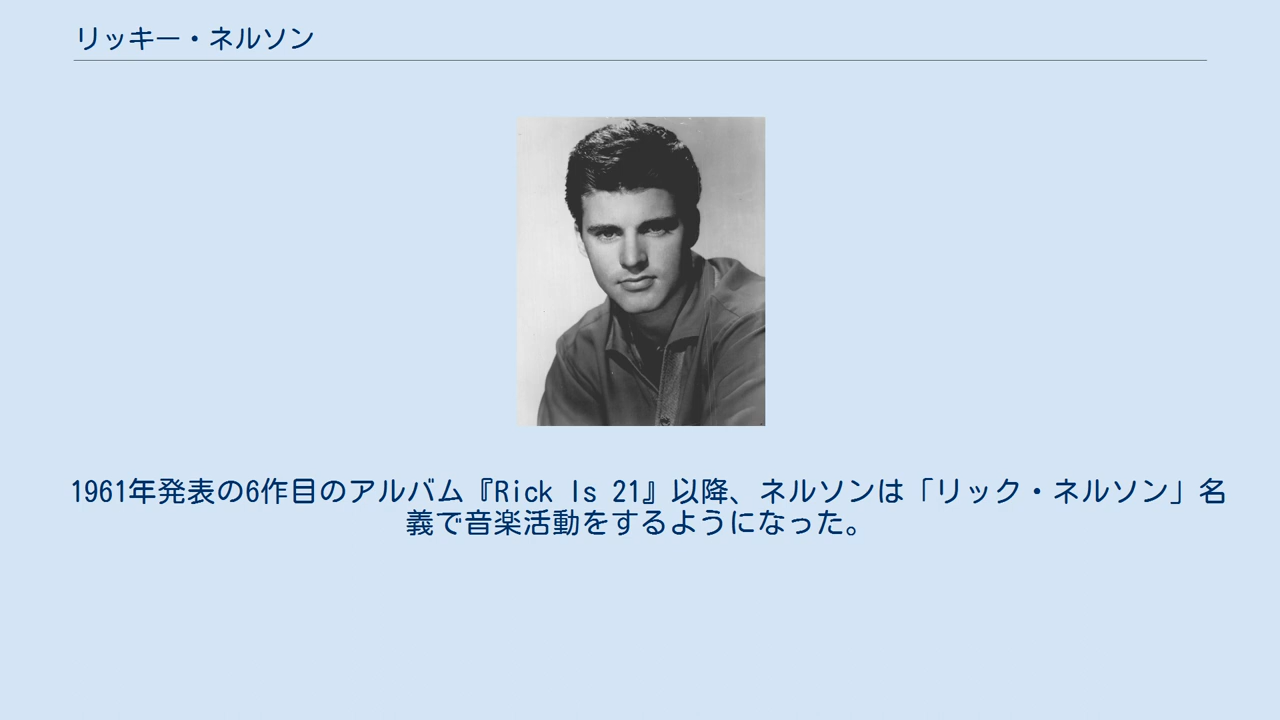 リッキー・ネルソン
1961年発表の6作目のアルバム『Rick Is 21』以降、ネルソンは「リック・ネルソン」名
義で音楽活動をするようになった。